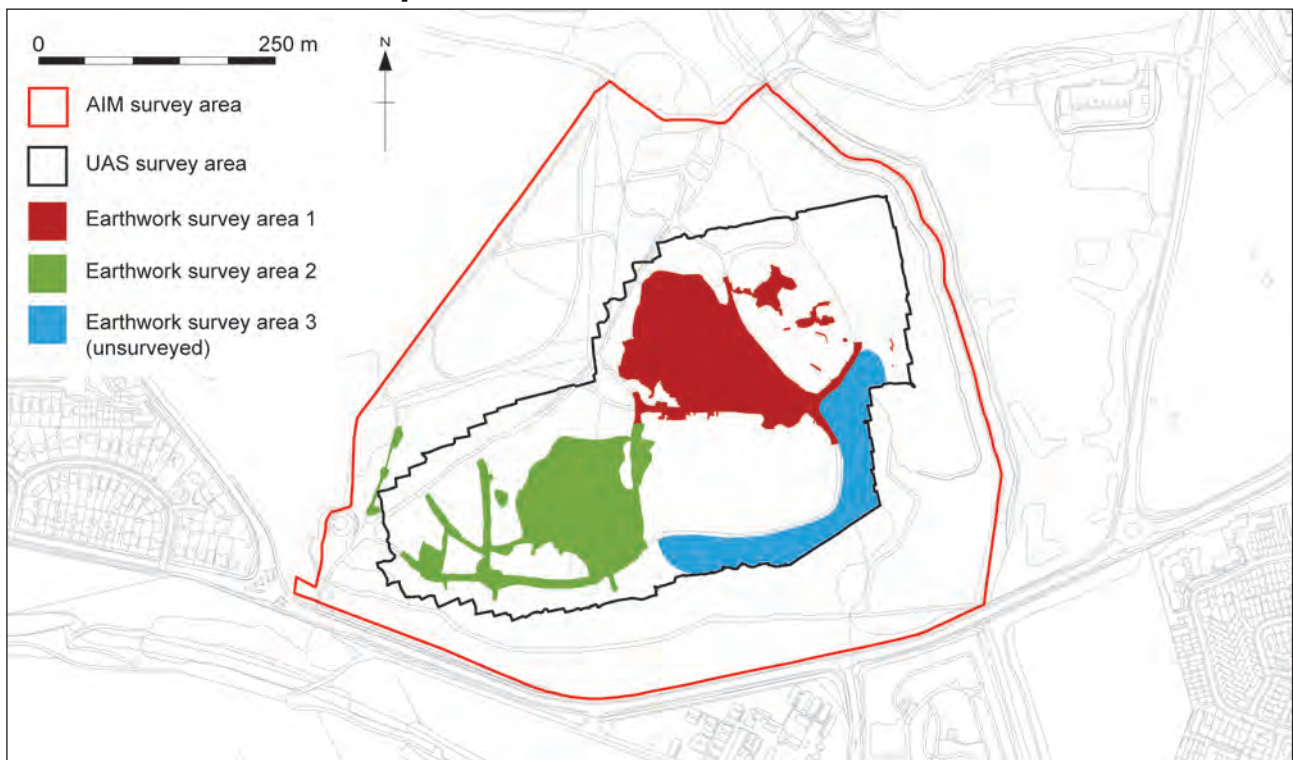 0 250 m
N
AIM survey area
UAS survey area
Earthwork survey area 1
Earthwork survey area 2
Earthwork survey area 3
(unsurveyed)